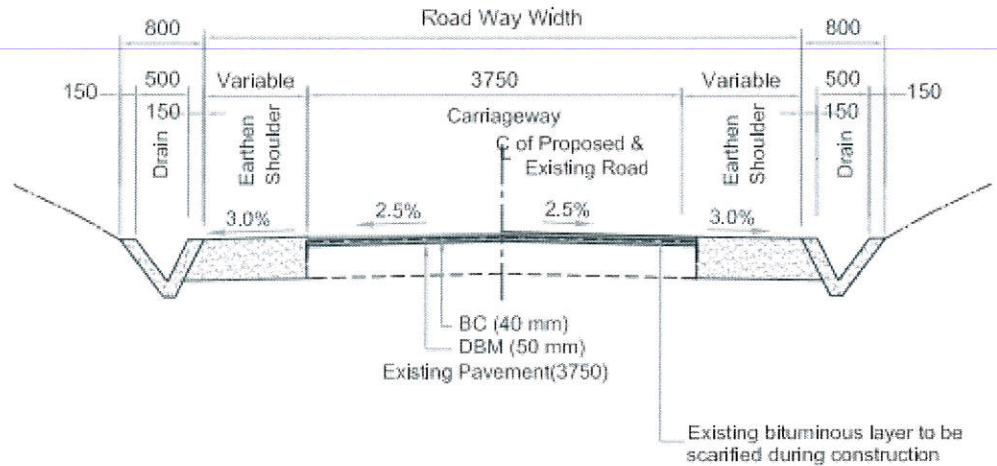 Road Way Width
800
800
150
500
Variable
3750
Variable
500
150
150
150
Drain
Earthen
Shoulder
Carriageway
℄ of Proposed &
Existing Road
Earthen
Shoulder
Drain
3.0%
2.5%
2.5%
3.0%
BC (40 mm)
DBM (50 mm)
Existing Pavement(3750)
Existing bituminous layer to be
scarified during construction